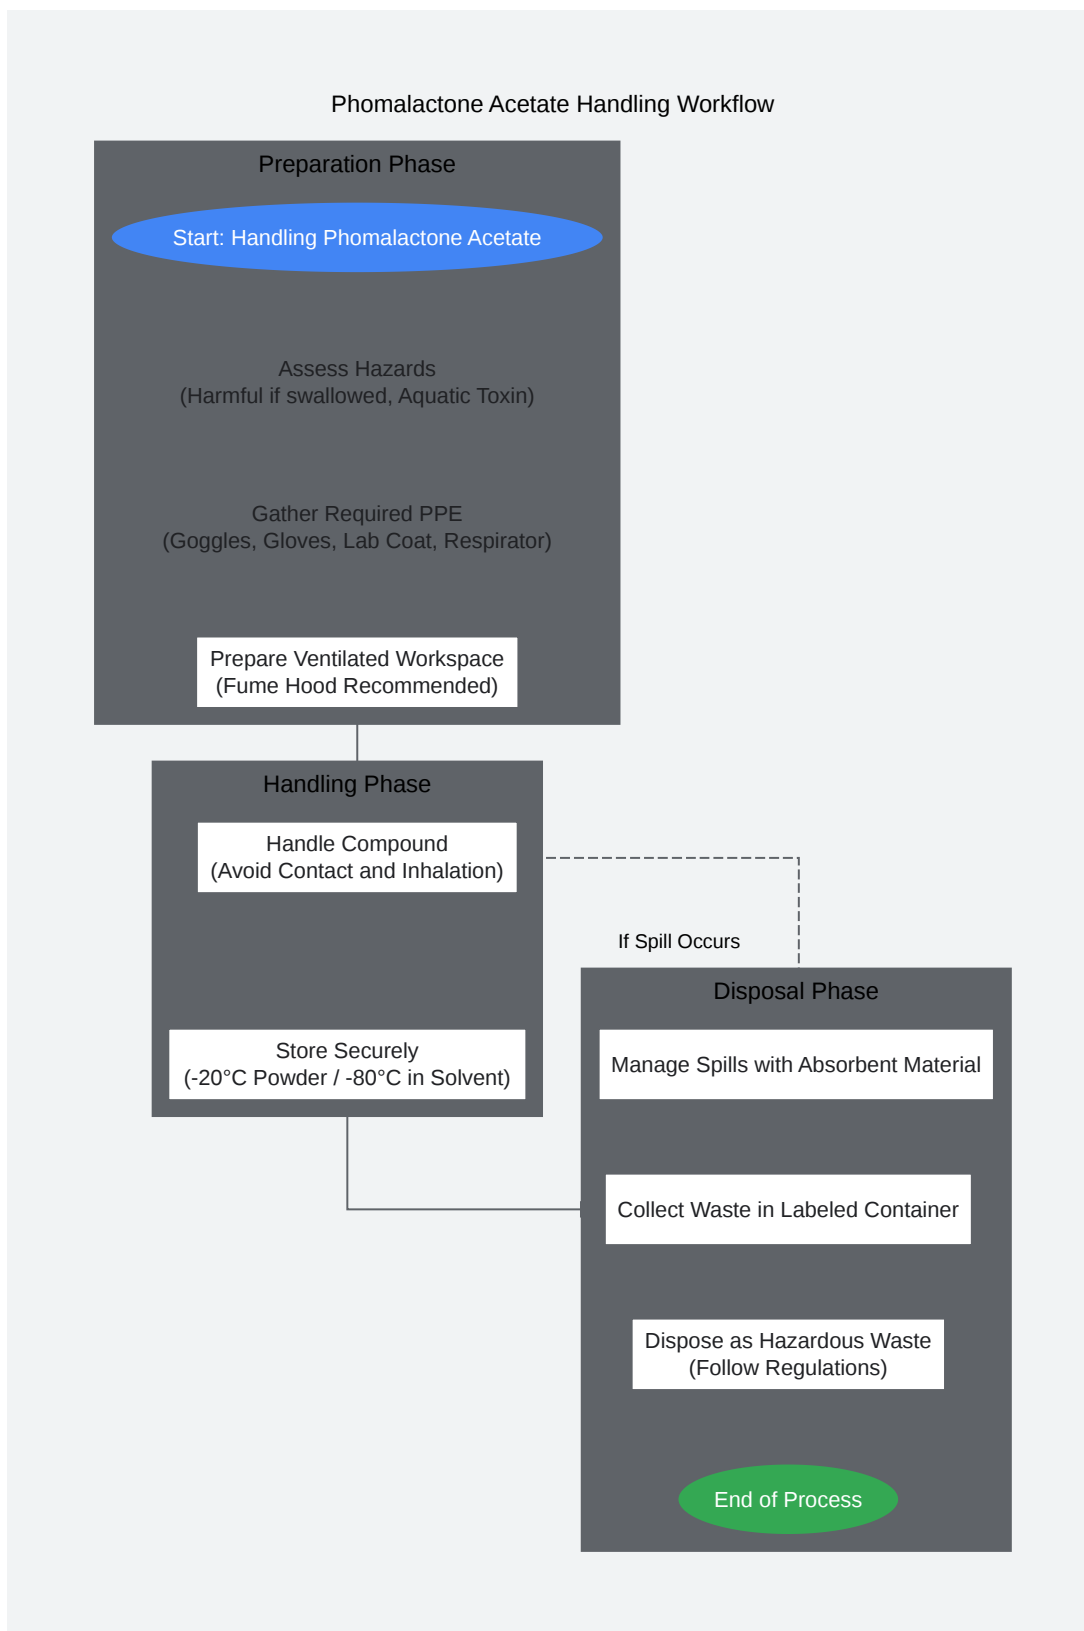 Phomalactone Acetate Handling Workflow
Preparation Phase
Start: Handling Phomalactone Acetate
Assess Hazards
(Harmful if swallowed, Aquatic Toxin)
Gather Required PPE
(Goggles, Gloves, Lab Coat, Respirator)
Prepare Ventilated Workspace
(Fume Hood Recommended)
Handling Phase
Handle Compound
(Avoid Contact and Inhalation)
Store Securely
(-20°C Powder / -80°C in Solvent)
If Spill Occurs
Disposal Phase
Manage Spills with Absorbent Material
Collect Waste in Labeled Container
Dispose as Hazardous Waste
(Follow Regulations)
End of Process